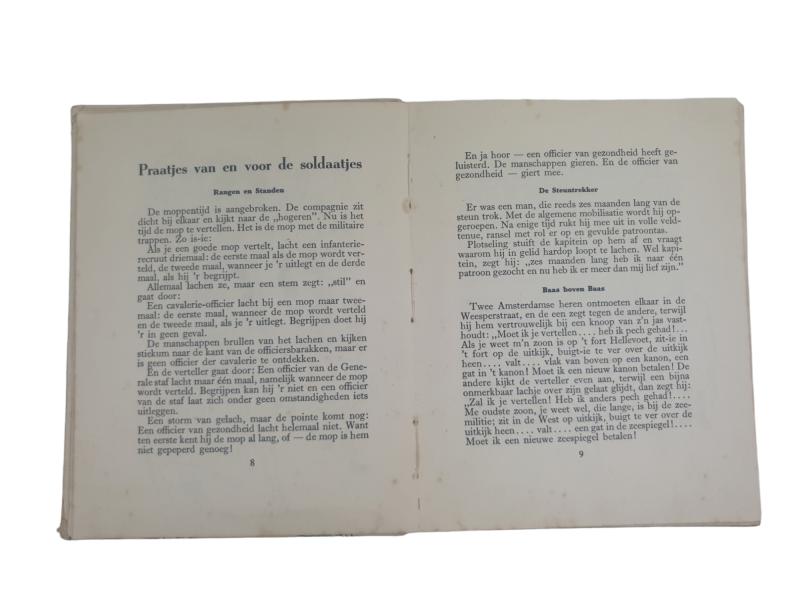 Praatjes van en voor de soldaatjes
Rangen en Standen
De moppentijd is aangebroken. De compagnie zit
dicht bij elkaar en kijkt naar de „hogeren”. Nu is het
tijd de mop te vertellen. Het is de mop met de militaire
trappen. Zo is-ie:
Als je een goede mop vertelt, lacht een infanterie-
recruut driemaal: de eerste maal als de mop wordt ver-
teld, de tweede maal, wanneer je 'r uitlegt en de derde
maal, als hij 'r begrijpt.
Allemaal lachen ze, maar een stem zegt: „stil” en
gaat door:
Een cavalerie-officier lacht bij een mop maar twee-
maal: de eerste maal, wanneer de mop wordt verteld
en de tweede maal, als je 'r uitlegt. Begrijpen doet hij
'r in geen geval.
De manschappen brullen van het lachen en kijken
stiekum naar de kant van de officiersbarakken, maar er
is geen officier der cavalerie te ontdekken.
En de verteller gaat door: Een officier van de Gene-
rale staf lacht maar één maal, namelijk wanneer de mop
wordt verteld. Begrijpen kan hij 'r niet en een officier
van de staf laat zich onder geen omstandigheden iets
uitleggen.
Een storm van gelach, maar de pointe komt nog:
Een officier van gezondheid lacht helemaal niet. Want
ten eerste kent hij de mop al lang, of — de mop is hem
niet gepeperd genoeg!
8
En ja hoor — een officier van gezondheid heeft ge-
luisterd. De manschappen gieren. En de officier van
gezondheid — giert mee.
De Steuntrekker
Er was een man, die reeds zes maanden lang van de
steun trok. Met de algemene mobilisatie wordt hij op-
geroepen. Na enige tijd rukt hij mee uit in volle veld-
tenue, ransel met rol er op en gevulde patroontas.
Plotseling stuift de kapitein op hem af en vraagt
waarom hij in gelid hardop loopt te lachen. Wel kapi-
tein, zegt hij: „zes maanden lang heb ik naar één
patroon gezocht en nu heb ik er meer dan mij lief zijn.”
Baas boven Baas
Twee Amsterdamse heren ontmoeten elkaar in de
Weesperstraat, en de een zegt tegen de andere, terwijl
hij hem vertrouwelijk bij een knoop van z'n jas vast-
houdt: „Moet ik je vertellen.... heb ik pech gehad!...
Als je weet m'n zoon is op 't fort Hellevoet, zit-ie in
't fort op de uitkijk, buigt-ie te ver over de uitkijk
heen.... valt.... vlak van boven op een kanon, een
gat in 't kanon! Moet ik een nieuw kanon betalen! De
andere kijkt de verteller even aan, terwijl een bijna
onmerkbaar lachje over zijn gelaat glijdt, dan zegt hij:
„Zal ik je vertellen! Heb ik anders pech gehad!....
Me oudste zoon, je weet wel, die lange, is bij de zee-
militie; zit in de West op uitkijk, buigt te ver over de
uitkijk heen.... valt.... een gat in de zeespiegel!....
Moet ik een nieuwe zeespiegel betalen!
9